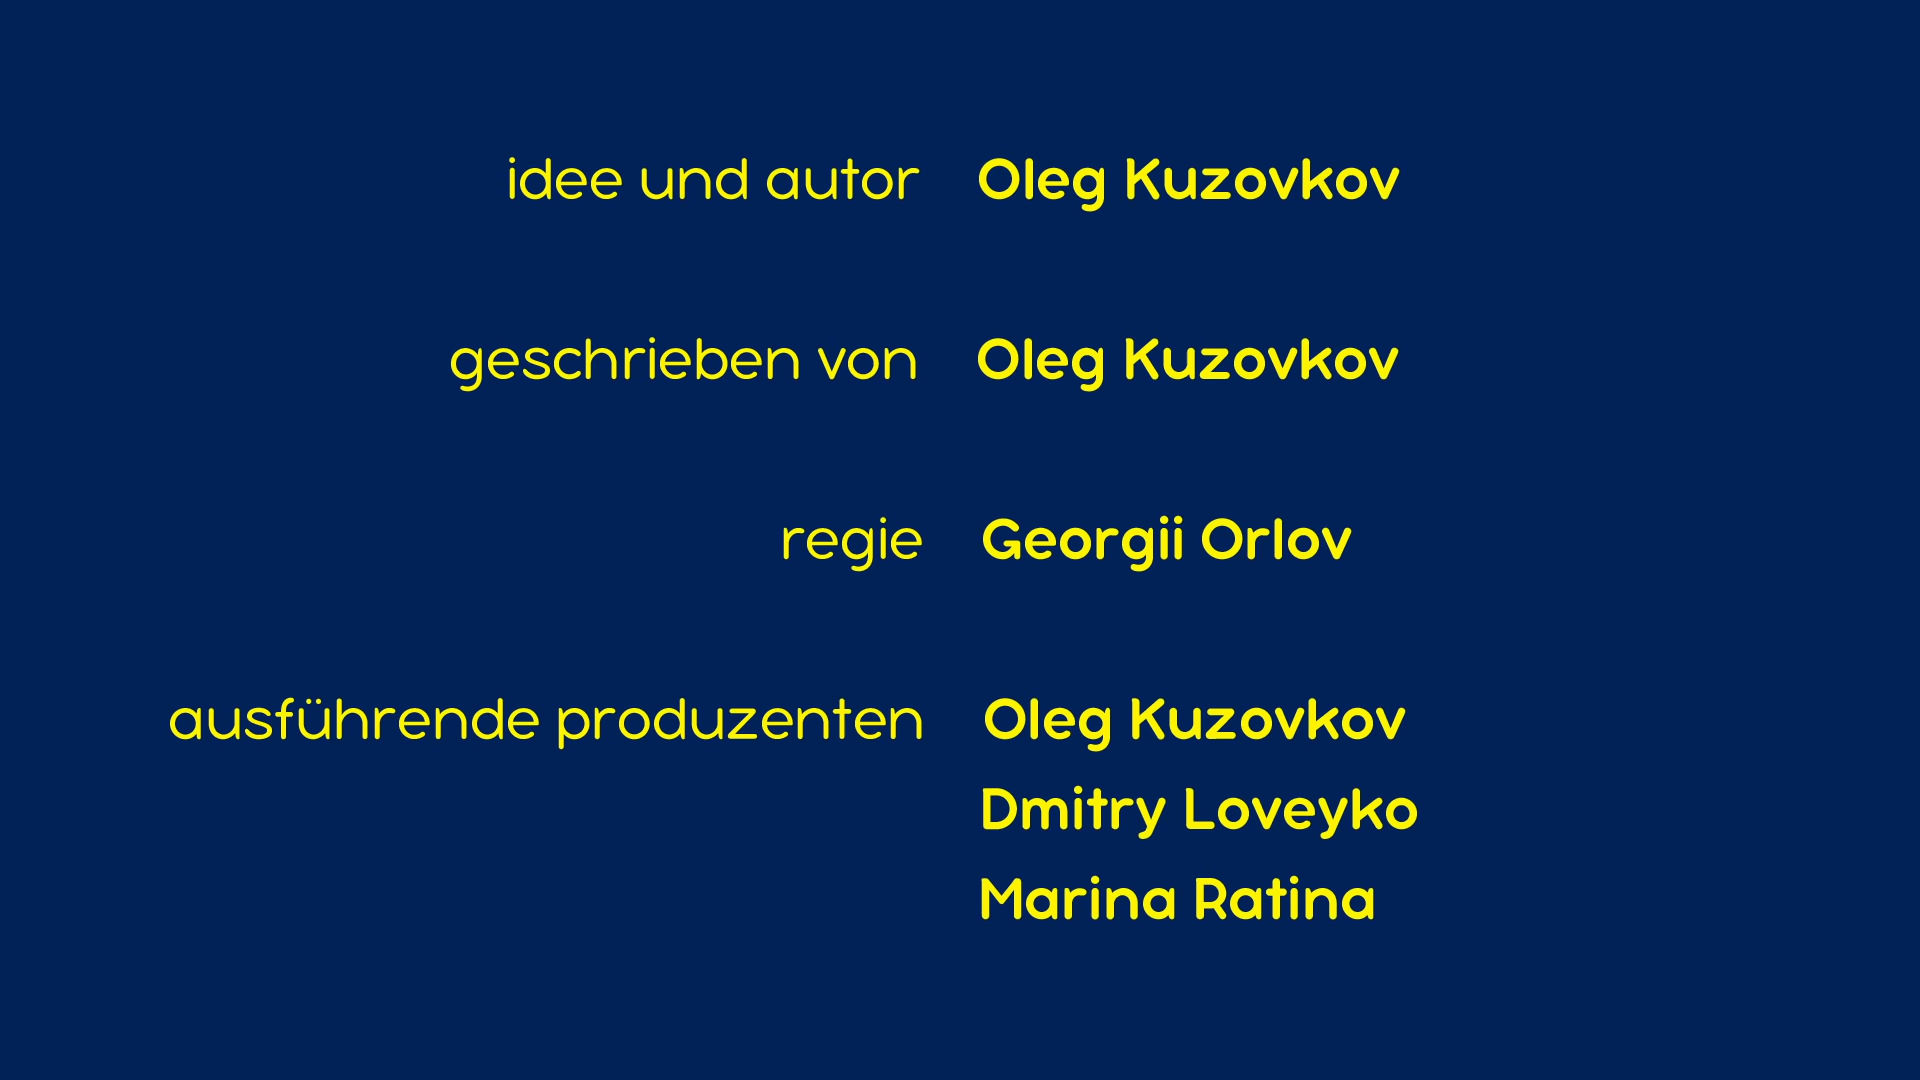 idee und autor Oleg Kuzovkov
geschrieben von Oleg Kuzovkov
regie Georgii Orlov
ausführende produzenten Oleg Kuzovkov
Dmitry Loveyko
Marina Ratina